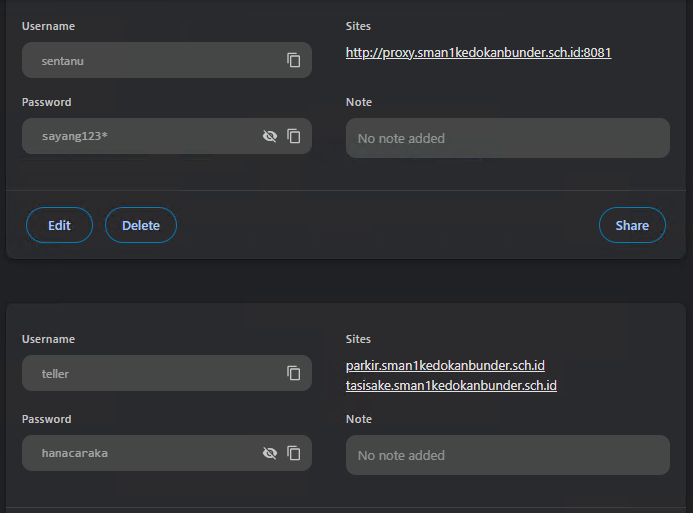 Username
Sites
sentanu
http://proxy.sman1kedokanbunder.sch.id:8081
Password
Note
sayang123*
No note added
Edit
Delete
Share
Username
Sites
teller
parkir.sman1kedokanbunder.sch.id
tasisake.sman1kedokanbunder.sch.id
Password
Note
hanacaraka
No note added